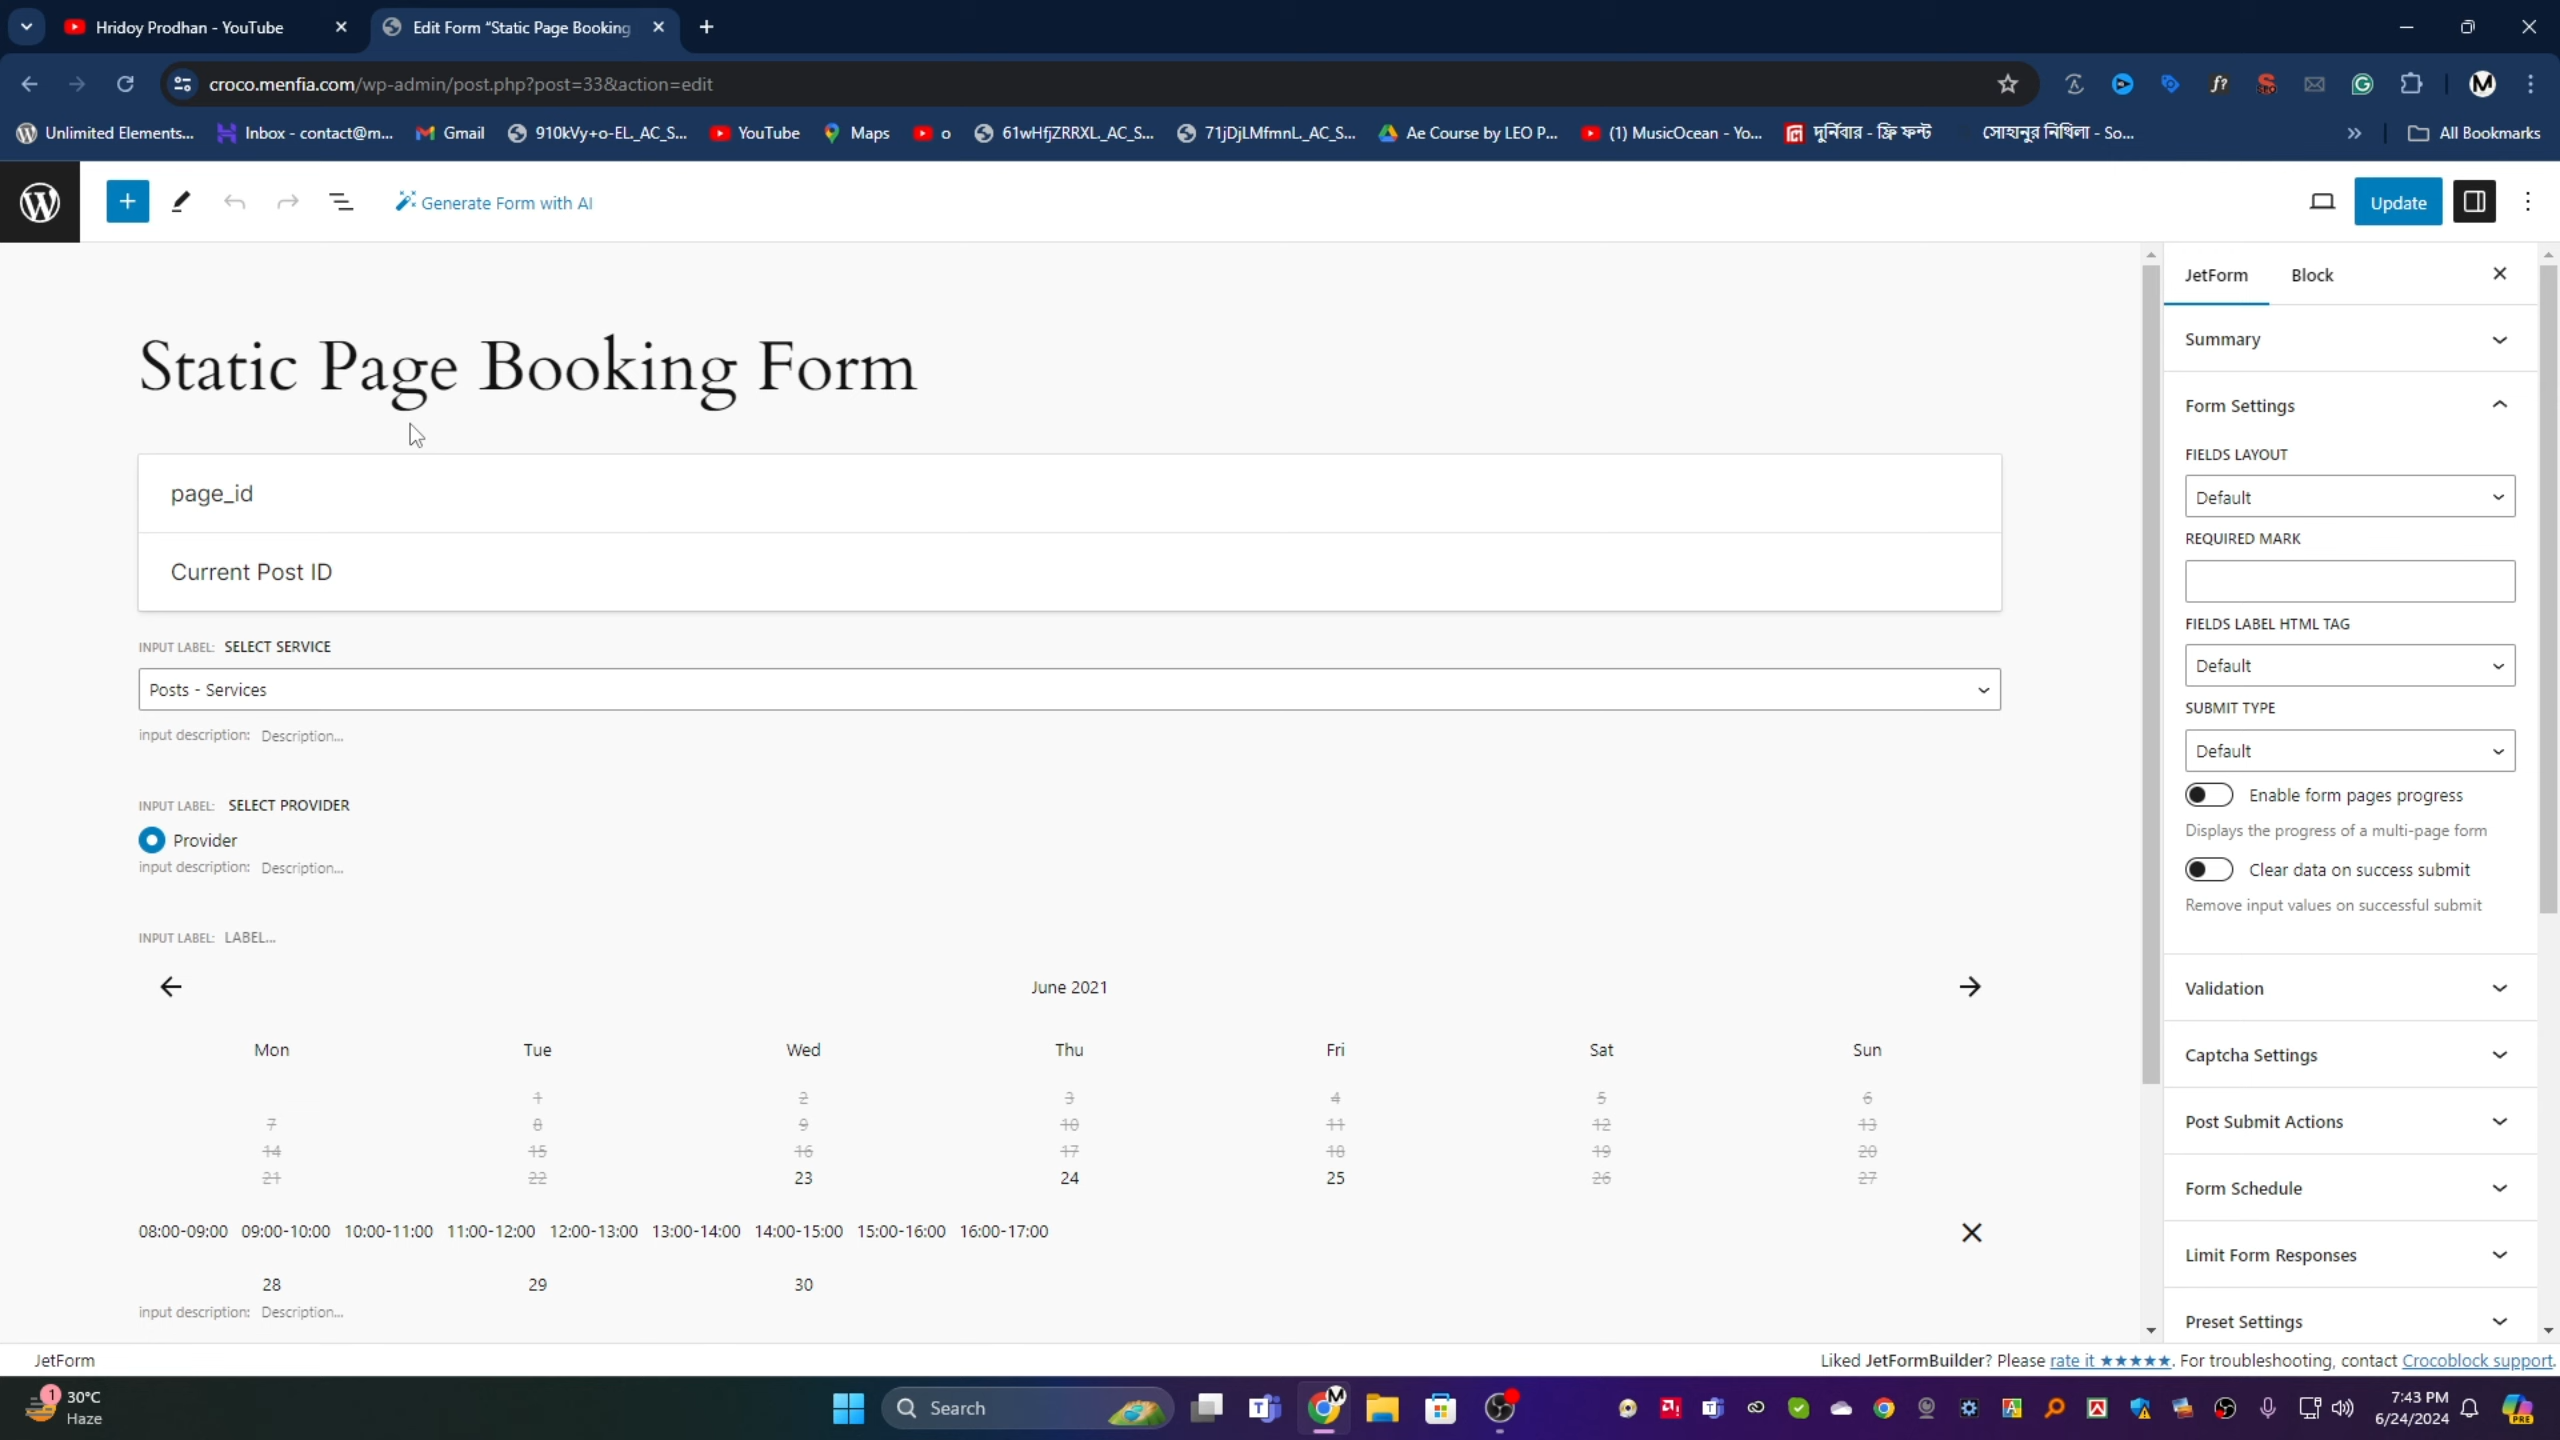 Hridoy Prodhan - YouTube
Edit Form "Static Page Booking
croco.menfia.com/wp-admin/post.php?post=33&action=edit
Unlimited Elements...
Inbox - contact@m...
Gmail
910kVy+o-EL._AC_S...
YouTube
Maps
o
61wHfjZRRXL._AC_S...
71jDjLMfmnL._AC_S...
Ae Course by LEO P...
(1) MusicOcean - Yo...
দুর্নিবার - ফ্রি ফন্ট
সোহানুর নিথিলা - So...
All Bookmarks
Generate Form with AI
Update
Static Page Booking Form
page_id
Current Post ID
INPUT LABEL: SELECT SERVICE
Posts - Services
input description: Description...
INPUT LABEL: SELECT PROVIDER
Provider
input description: Description...
INPUT LABEL: LABEL...
June 2021
Mon Tue Wed Thu Fri Sat Sun
1 2 3 4 5 6
7 8 9 10 11 12 13
14 15 16 17 18 19 20
21 22 23 24 25 26 27
08:00-09:00 09:00-10:00 10:00-11:00 11:00-12:00 12:00-13:00 13:00-14:00 14:00-15:00 15:00-16:00 16:00-17:00
28 29 30
input description: Description...
JetForm Block
Summary
Form Settings
FIELDS LAYOUT
Default
REQUIRED MARK
FIELDS LABEL HTML TAG
Default
SUBMIT TYPE
Default
Enable form pages progress
Displays the progress of a multi-page form
Clear data on success submit
Remove input values on successful submit
Validation
Captcha Settings
Post Submit Actions
Form Schedule
Limit Form Responses
Preset Settings
JetForm
Liked JetFormBuilder? Please rate it ★★★★★. For troubleshooting, contact Crocoblock support.
1
30°C
Haze
Search
7:43 PM
6/24/2024